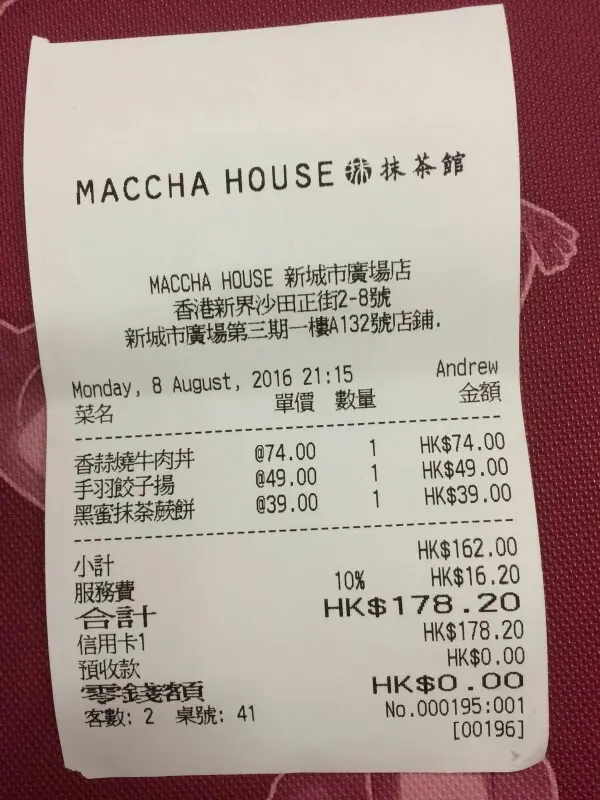 MACCHA HOUSE 抹 抹茶館
MACCHA HOUSE 新城市廣場店
香港新界沙田正街2-8號
新城市廣場第三期一樓A132號店鋪.
Monday, 8 August, 2016 21:15 Andrew
菜名 單價 數量 金額
香蒜燒牛肉丼 @74.00 1 HK$74.00
手羽餃子揚 @49.00 1 HK$49.00
黑蜜抹茶蕨餅 @39.00 1 HK$39.00
小計 HK$162.00
服務費 10% HK$16.20
合計 HK$178.20
信用卡1 HK$178.20
預收款 HK$0.00
零錢額 HK$0.00
客數: 2 桌號: 41 No.000195:001
[00196]